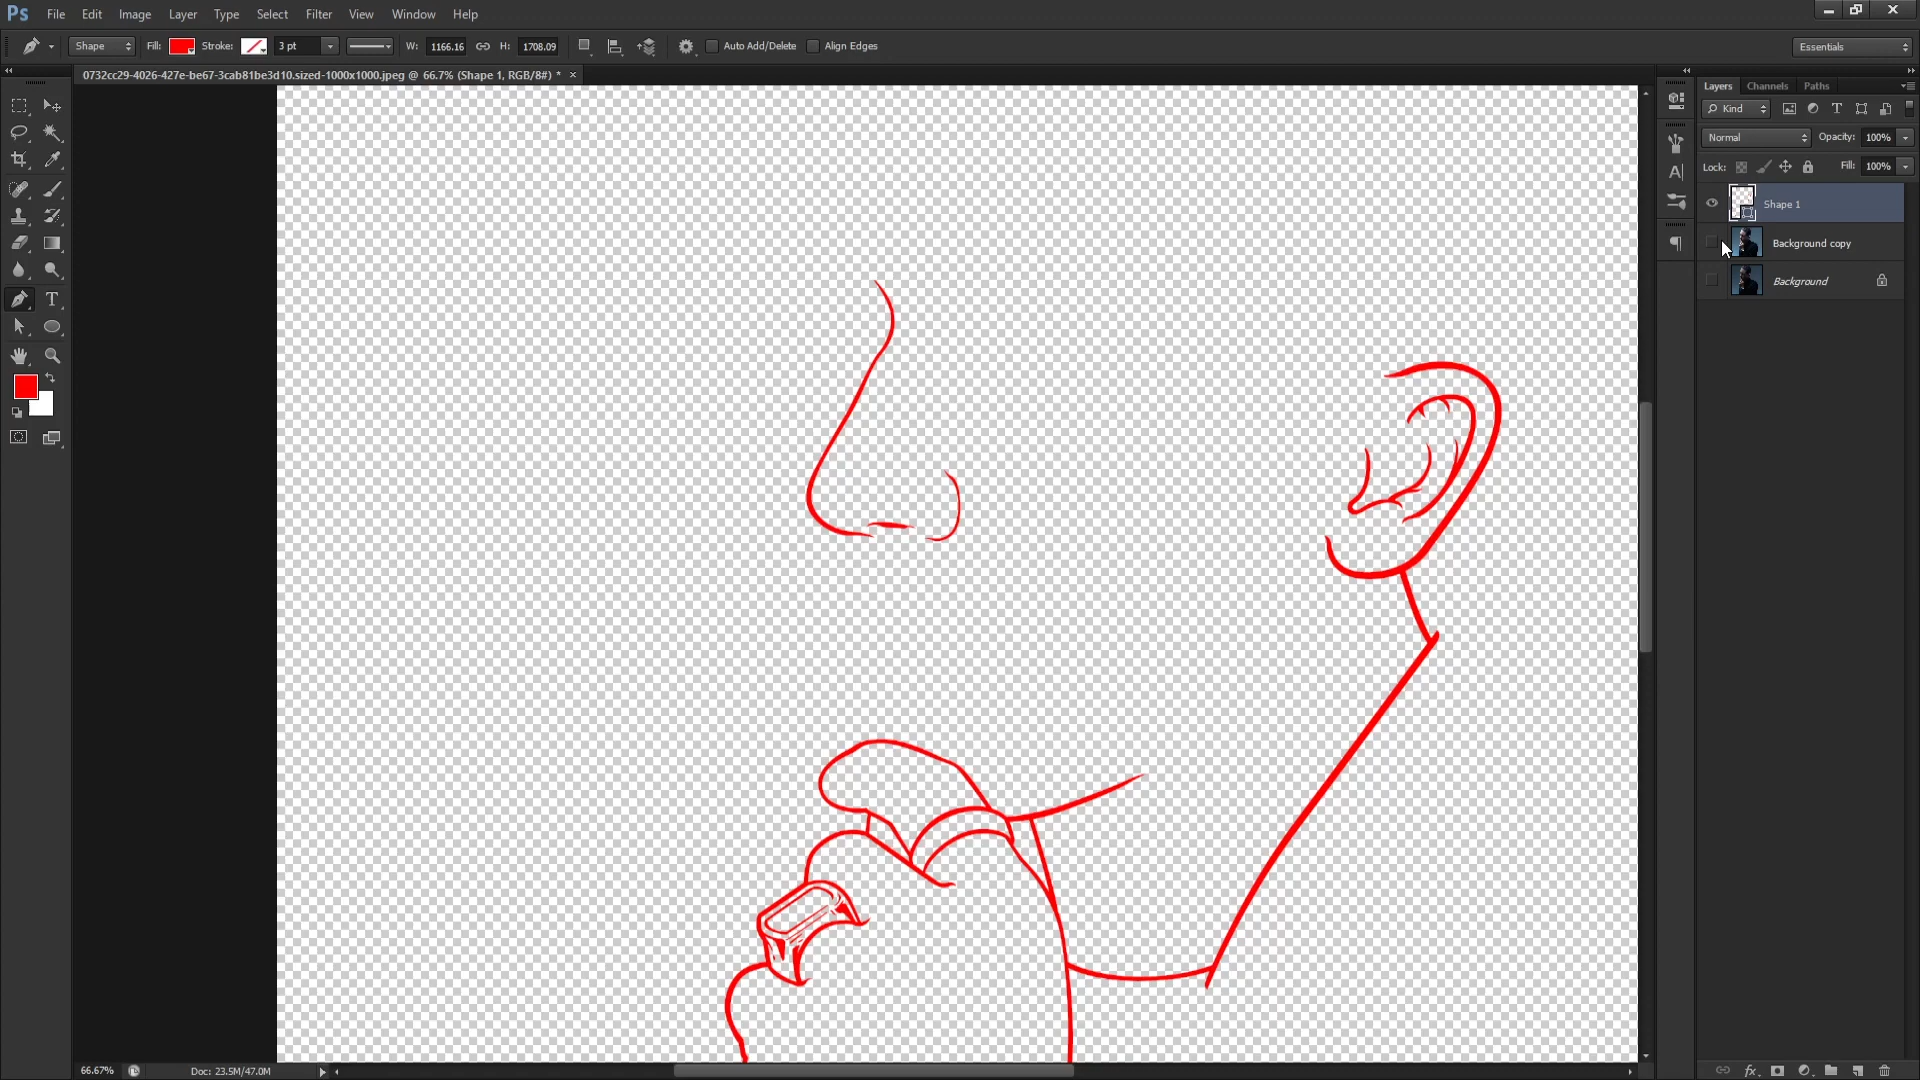 Ps File Edit Image Layer Type Select Filter View Window Help
Shape Fill: Stroke: 3 pt W: 1166.16 H: 1708.09 Auto Add/Delete Align Edges Essentials
0732cc29-4026-427e-be67-3cab81be3d10.sized-1000x1000.jpeg @ 66.7% (Shape 1, RGB/8#) * ×
Layers Channels Paths
Kind
Normal Opacity: 100%
Lock: Fill: 100%
Shape 1
Background copy
Background
66.67% Doc: 23.5M/47.0M